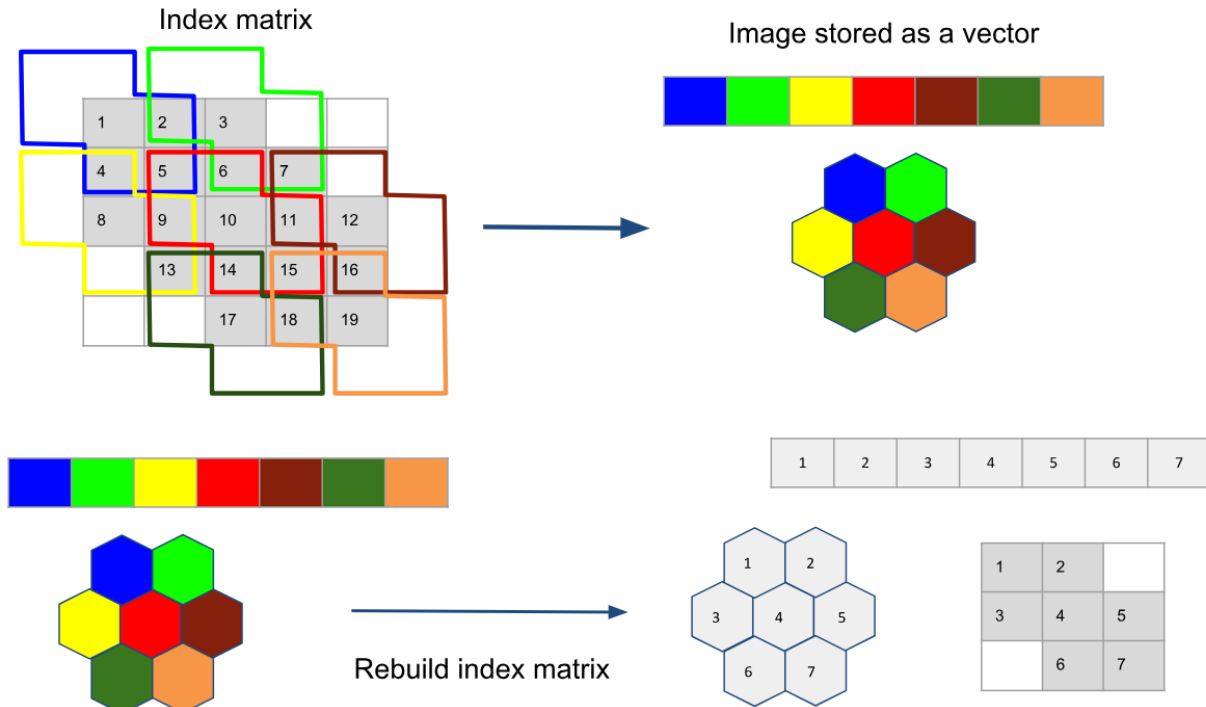 Index matrix
Image stored as a vector
1 2 3
4 5 6 7
8 9 10 11 12
13 14 15 16
17 18 19
1 2 3 4 5 6 7
Rebuild index matrix
1 2
3 4 5
6 7
1 2
3 4 5
6 7